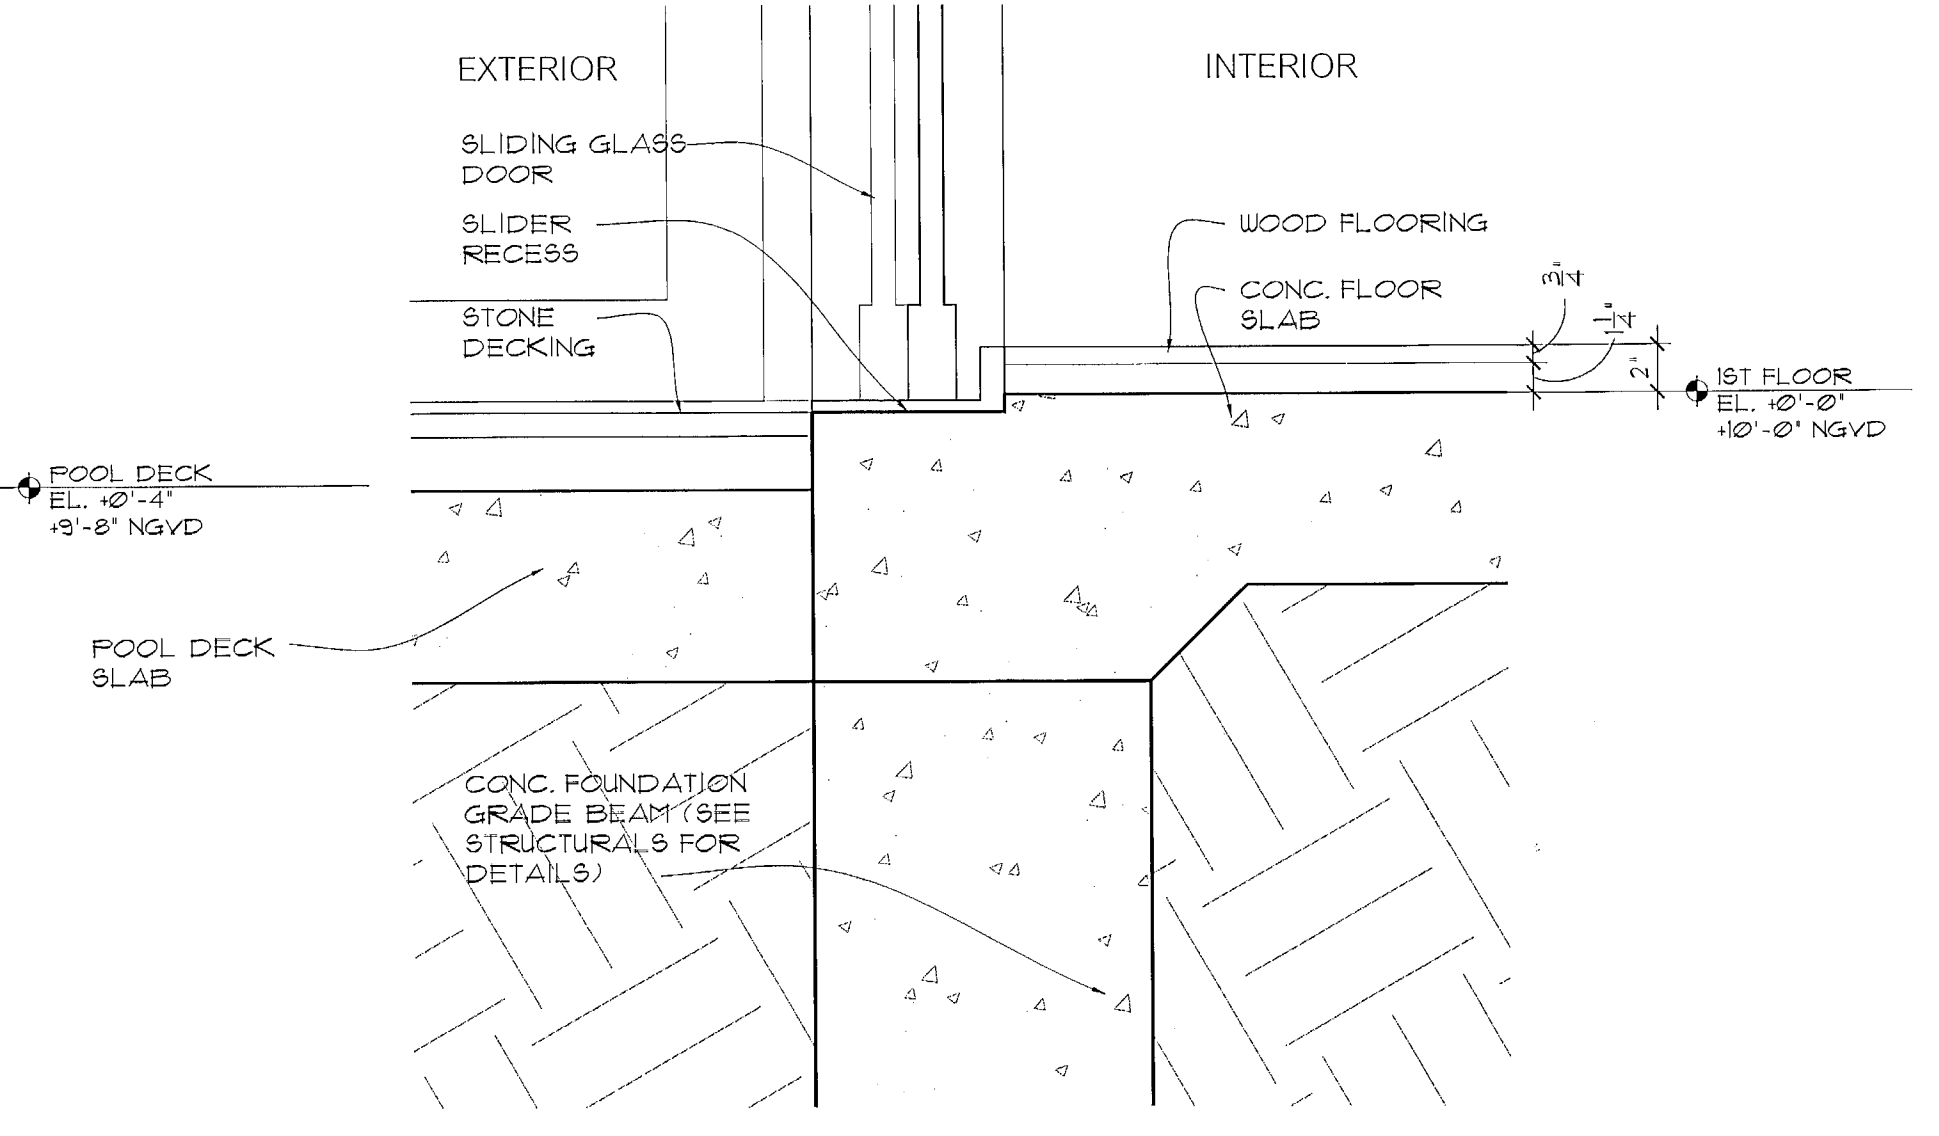 EXTERIOR
INTERIOR
SLIDING GLASS
DOOR
SLIDER
RECESS
STONE
DECKING
WOOD FLOORING
CONC. FLOOR
SLAB
3/4"
1 1/4"
2"
1ST FLOOR
EL. +0'-0"
+10'-0" NGVD
POOL DECK
EL. +0'-4"
+9'-8" NGVD
POOL DECK
SLAB
CONC. FOUNDATION
GRADE BEAM (SEE
STRUCTURALS FOR
DETAILS)